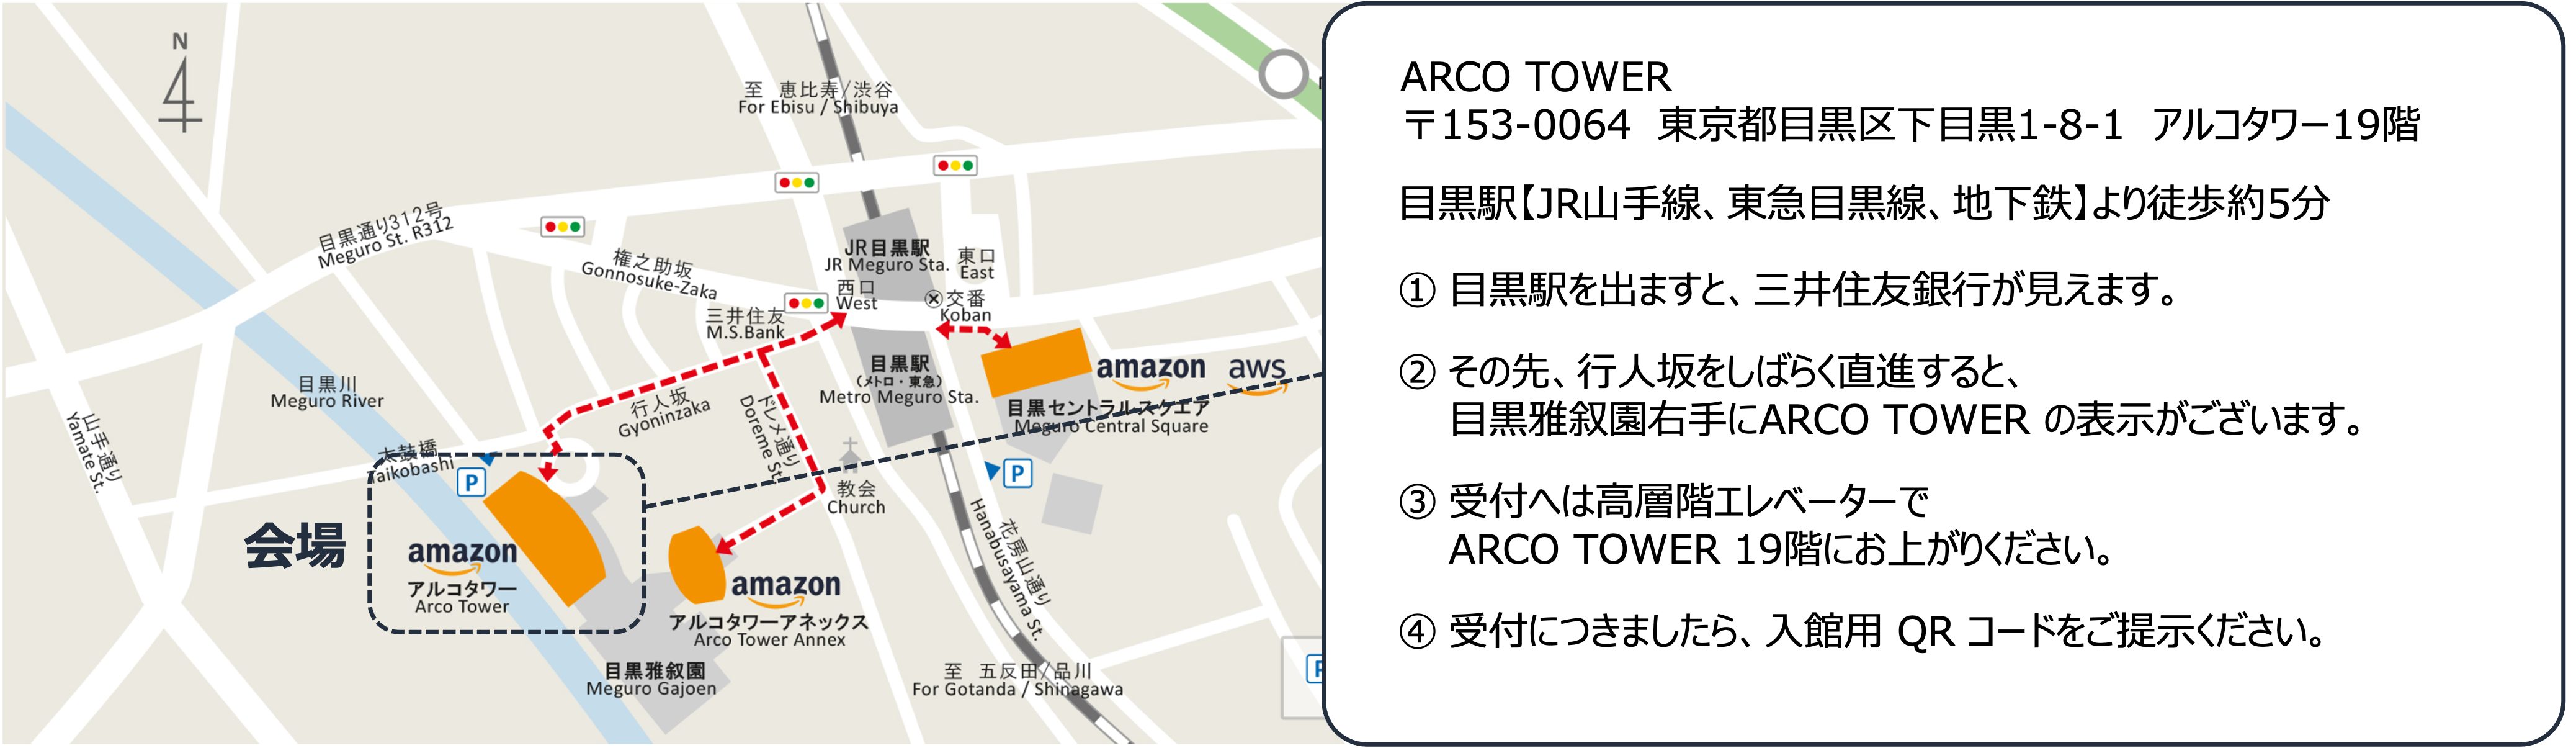 N
至 恵比寿/渋谷
For Ebisu / Shibuya
目黒通り312号
Meguro St. R312
権之助坂
Gonnosuke-Zaka
JR目黒駅
JR Meguro Sta.
東口
East
西口
West
交番
Koban
三井住友
M.S.Bank
目黒駅
(メトロ・東急)
Metro Meguro Sta.
amazon aws
目黒セントラルスクエア
Meguro Central Square
目黒川
Meguro River
行人坂
Gyoninzaka
ドレメ通り
Doreme St.
山手通り
Yamate St.
太鼓橋
Taikobashi
P
P
教会
Church
花房山通り
Hanabusayama St.
会場
amazon
アルコタワー
Arco Tower
amazon
アルコタワーアネックス
Arco Tower Annex
目黒雅叙園
Meguro Gajoen
至 五反田/品川
For Gotanda / Shinagawa
ARCO TOWER
〒153-0064 東京都目黒区下目黒1-8-1 アルコタワー19階
目黒駅【JR山手線、東急目黒線、地下鉄】より徒歩約5分
① 目黒駅を出ますと、三井住友銀行が見えます。
② その先、行人坂をしばらく直進すると、
目黒雅叙園右手にARCO TOWER の表示がございます。
③ 受付へは高層階エレベーターで
ARCO TOWER 19階にお上がりください。
④ 受付につきましたら、入館用 QR コードをご提示ください。